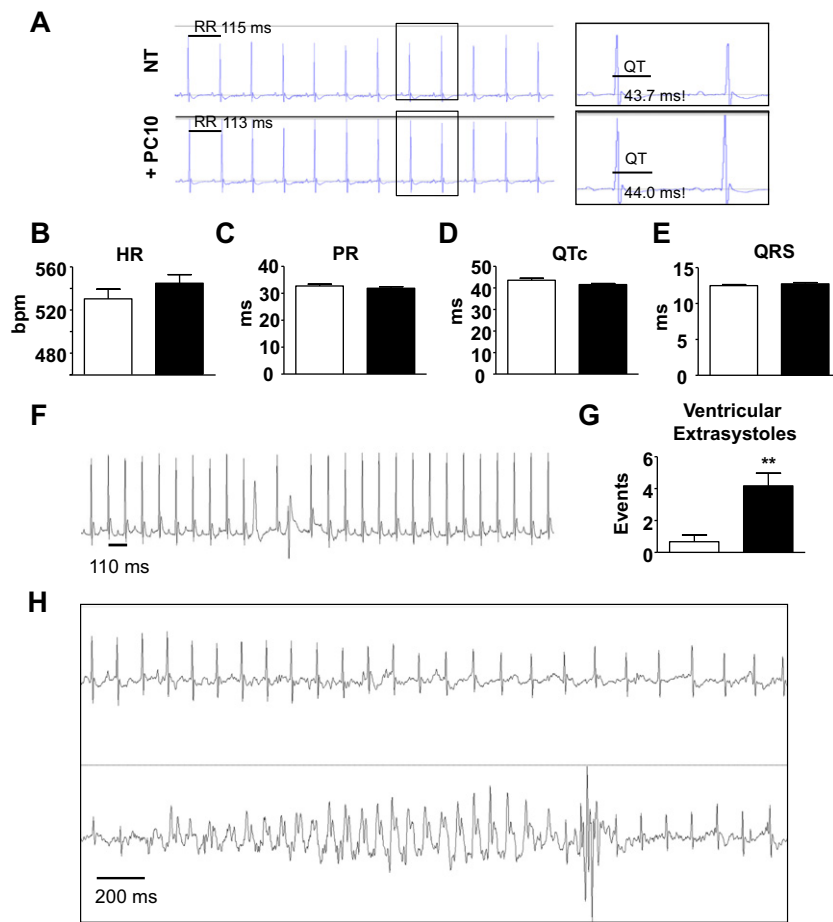 A
NT
RR 115 ms
QT
43.7 ms!
+ PC10
RR 113 ms
QT
44.0 ms!
B
HR
bpm
560
520
480
C
PR
ms
40
30
20
10
0
D
QTc
ms
50
40
30
20
10
0
E
QRS
ms
15
10
5
0
F
110 ms
G
Ventricular
Extrasystoles
Events
6
4
2
0
**
H
200 ms